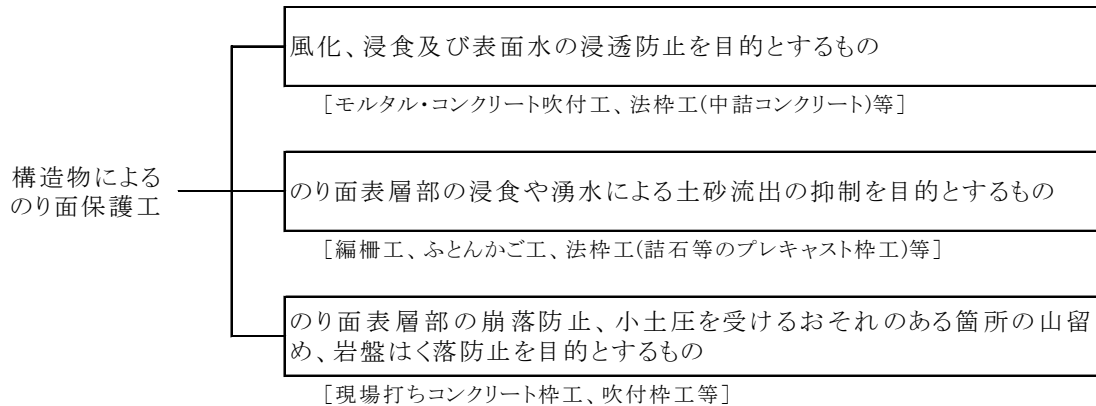 風化、浸食及び表面水の浸透防止を目的とするもの
[モルタル・コンクリート吹付工、法枠工(中詰コンクリート)等]
構造物による
のり面保護工
のり面表層部の浸食や湧水による土砂流出の抑制を目的とするもの
[編柵工、ふとんかご工、法枠工(詰石等のプレキャスト枠工)等]
のり面表層部の崩落防止、小土圧を受けるおそれのある箇所の山留
め、岩盤はく落防止を目的とするもの
[現場打ちコンクリート枠工、吹付枠工等]